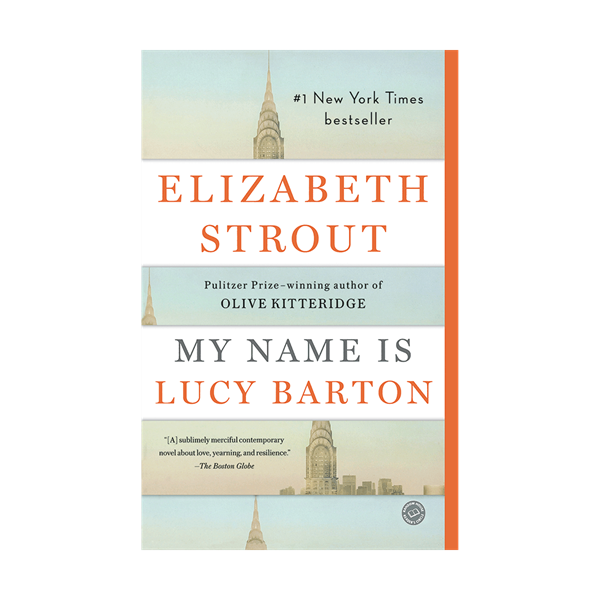 #1 New York Times
bestseller
ELIZABETH
STROUT
Pulitzer Prize–winning author of
OLIVE KITTERIDGE
MY NAME IS
LUCY BARTON
“[A] sublimely merciful contemporary
novel about love, yearning, and resilience.”
—The Boston Globe